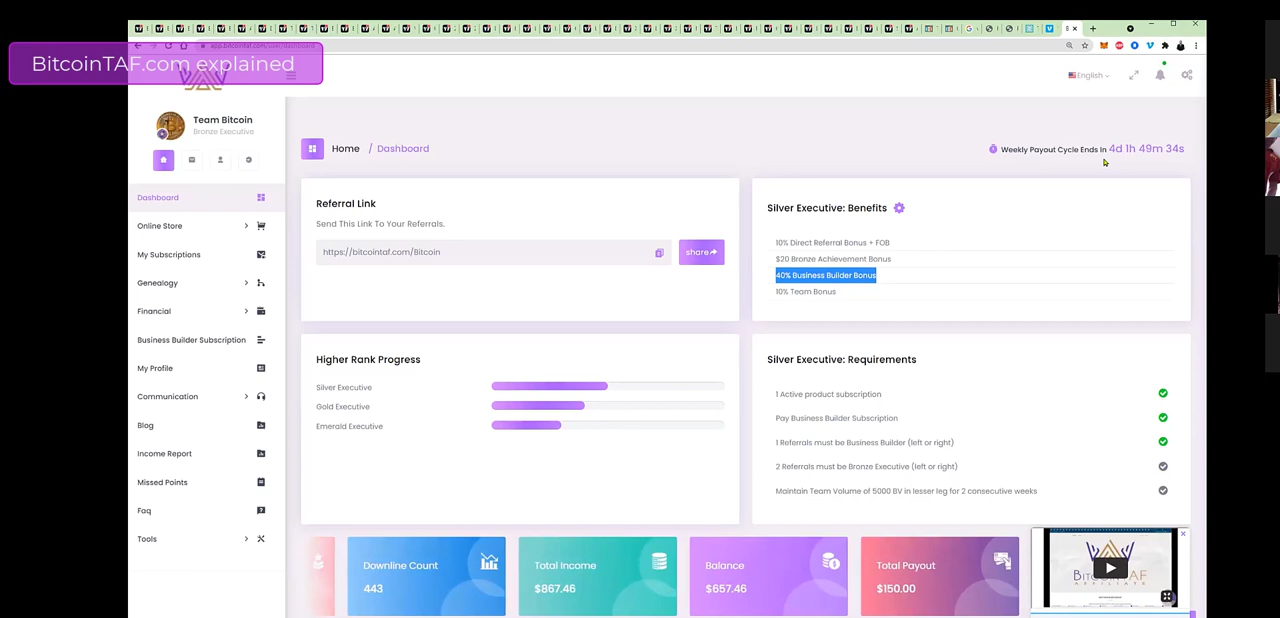 BitcoinTAF.com explained
app.bitcointaf.com/user/dashboard
English
Team Bitcoin
Bronze Executive
Home / Dashboard
Weekly Payout Cycle Ends In 4d 1h 49m 34s
Dashboard
Online Store
My Subscriptions
Genealogy
Financial
Business Builder Subscription
My Profile
Communication
Blog
Income Report
Missed Points
Faq
Tools
Referral Link
Send This Link To Your Referrals.
https://bitcointaf.com/Bitcoin
share
Silver Executive: Benefits
10% Direct Referral Bonus + FOB
$20 Bronze Achievement Bonus
40% Business Builder Bonus
10% Team Bonus
Higher Rank Progress
Silver Executive
Gold Executive
Emerald Executive
Silver Executive: Requirements
1 Active product subscription
Pay Business Builder Subscription
1 Referrals must be Business Builder (left or right)
2 Referrals must be Bronze Executive (left or right)
Maintain Team Volume of 5000 BV in lesser leg for 2 consecutive weeks
Downline Count
443
Total Income
$867.46
Balance
$657.46
Total Payout
$150.00
BITCOINTAF
AFFILIATE